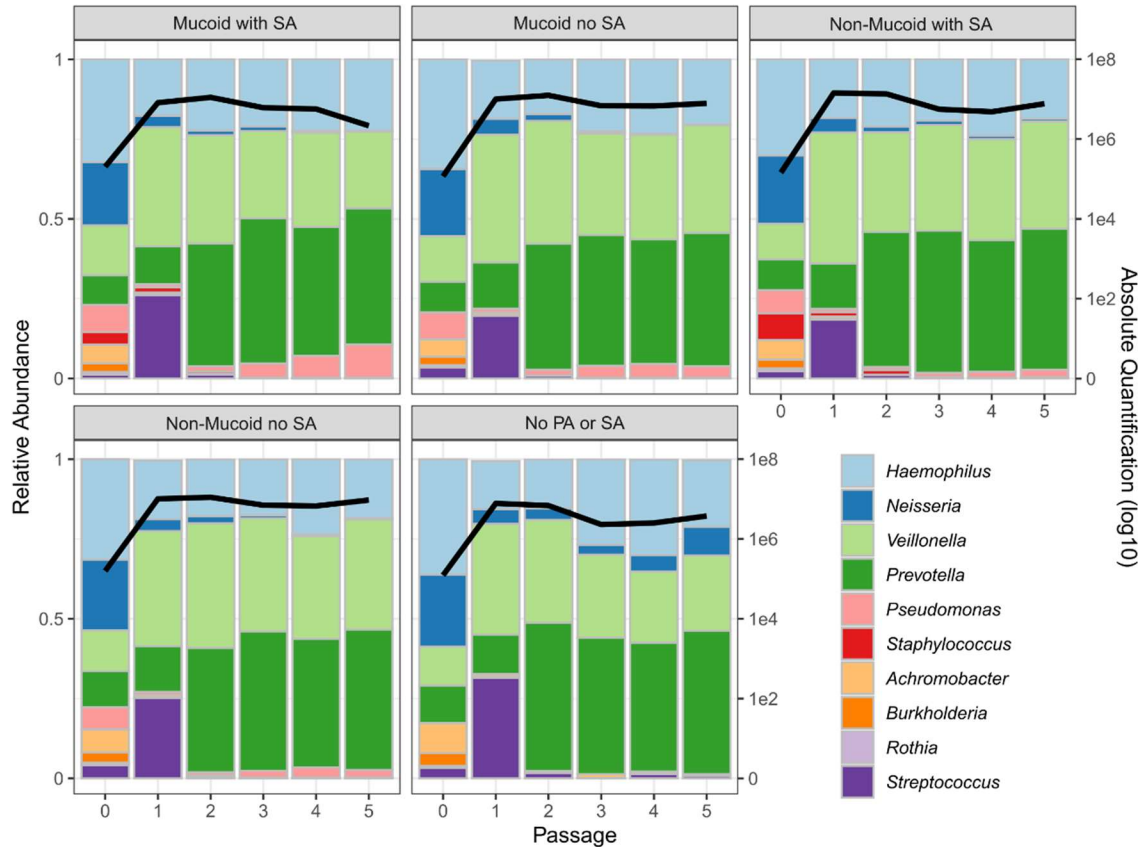 Mucoid with SA
Mucoid no SA
Non-Mucoid with SA
1
0.5
0
1e8
1e6
1e4
1e2
0
0 1 2 3 4 5
Non-Mucoid no SA
No PA or SA
1
0.5
0
1e8
1e6
1e4
1e2
0
0 1 2 3 4 5
0 1 2 3 4 5
Relative Abundance
Absolute Quantification (log10)
Passage
Haemophilus
Neisseria
Veillonella
Prevotella
Pseudomonas
Staphylococcus
Achromobacter
Burkholderia
Rothia
Streptococcus